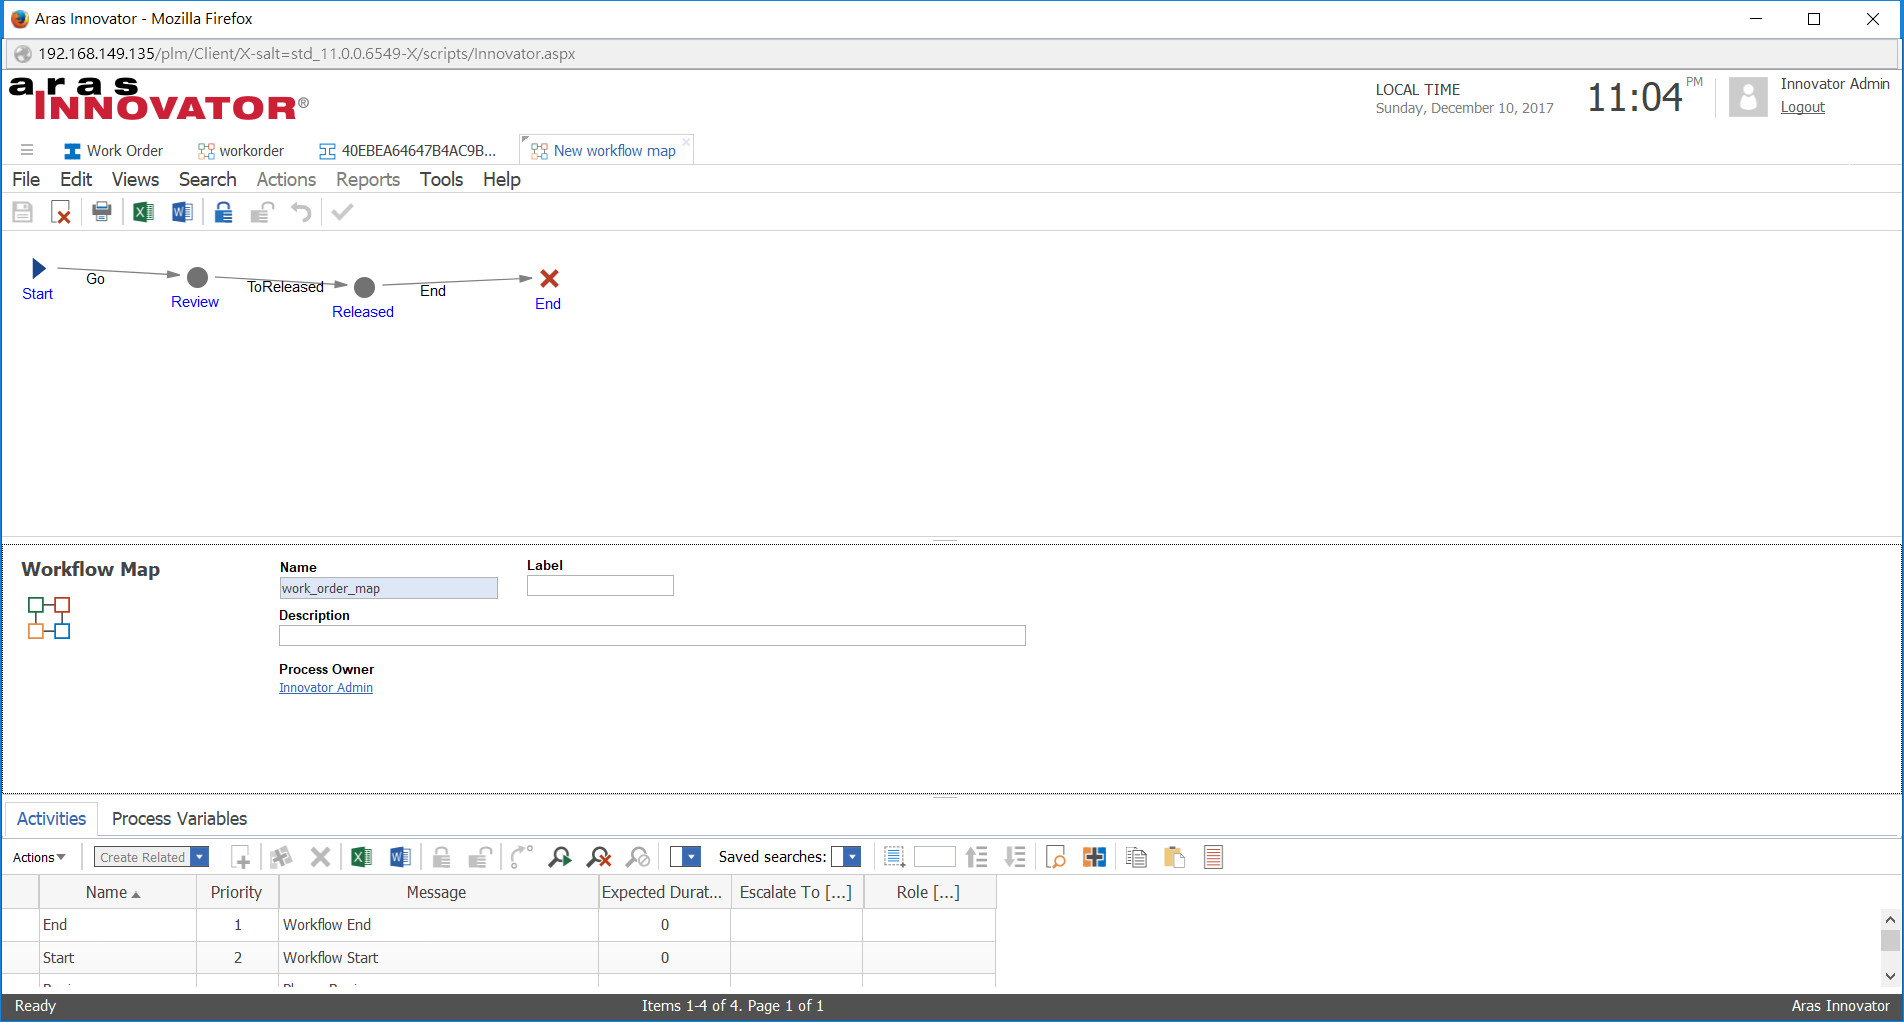 Aras Innovator - Mozilla Firefox
192.168.149.135/plm/Client/X-salt=std_11.0.0.6549-X/scripts/Innovator.aspx
aras
INNOVATOR®
LOCAL TIME
Sunday, December 10, 2017
11:04 PM
Innovator Admin
Logout
Work Order
workorder
40EBEA64647B4AC9B...
New workflow map
File Edit Views Search Actions Reports Tools Help
Go
ToReleased
End
Start
Review
Released
End
Workflow Map
Name
Label
work_order_map
Description
Process Owner
Innovator Admin
Activities Process Variables
Actions Create Related Saved searches:
Name Priority Message Expected Durat... Escalate To [...] Role [...]
End 1 Workflow End 0
Start 2 Workflow Start 0
Ready Items 1-4 of 4. Page 1 of 1 Aras Innovator